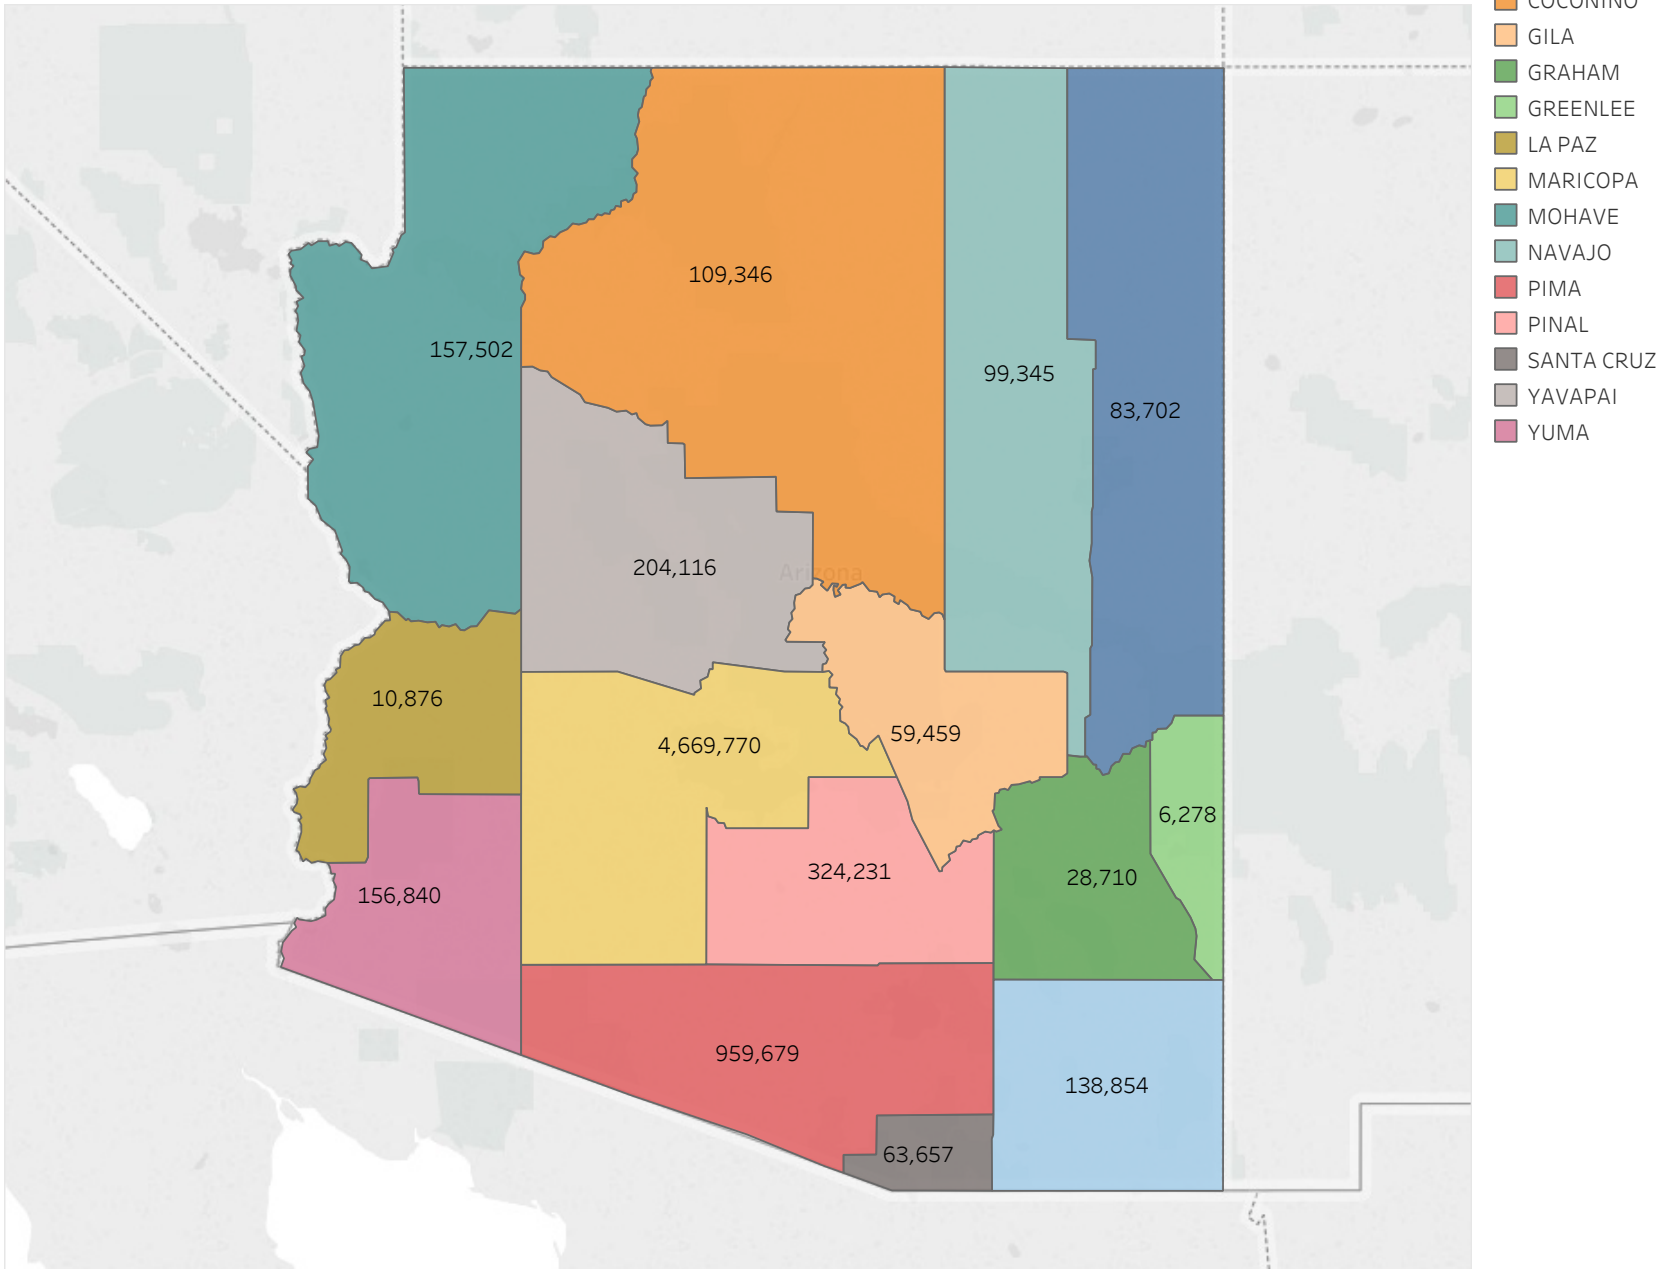 COCONINO
GILA
GRAHAM
GREENLEE
LA PAZ
MARICOPA
MOHAVE
NAVAJO
PIMA
PINAL
SANTA CRUZ
YAVAPAI
YUMA
109,346
157,502
99,345
83,702
204,116
Arizona
10,876
59,459
4,669,770
6,278
324,231
28,710
156,840
959,679
138,854
63,657